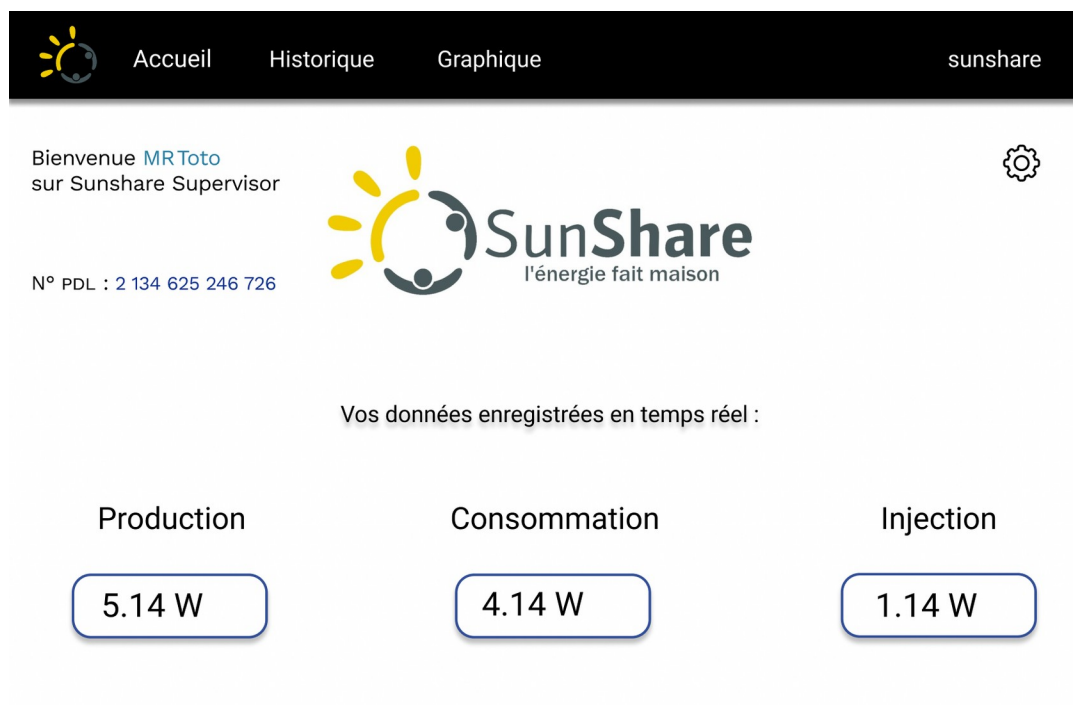 Accueil Historique Graphique sunshare
Bienvenue MR Toto
sur Sunshare Supervisor
SunShare
l'énergie fait maison
N° PDL : 2 134 625 246 726
Vos données enregistrées en temps réel :
Production Consommation Injection
5.14 W 4.14 W 1.14 W